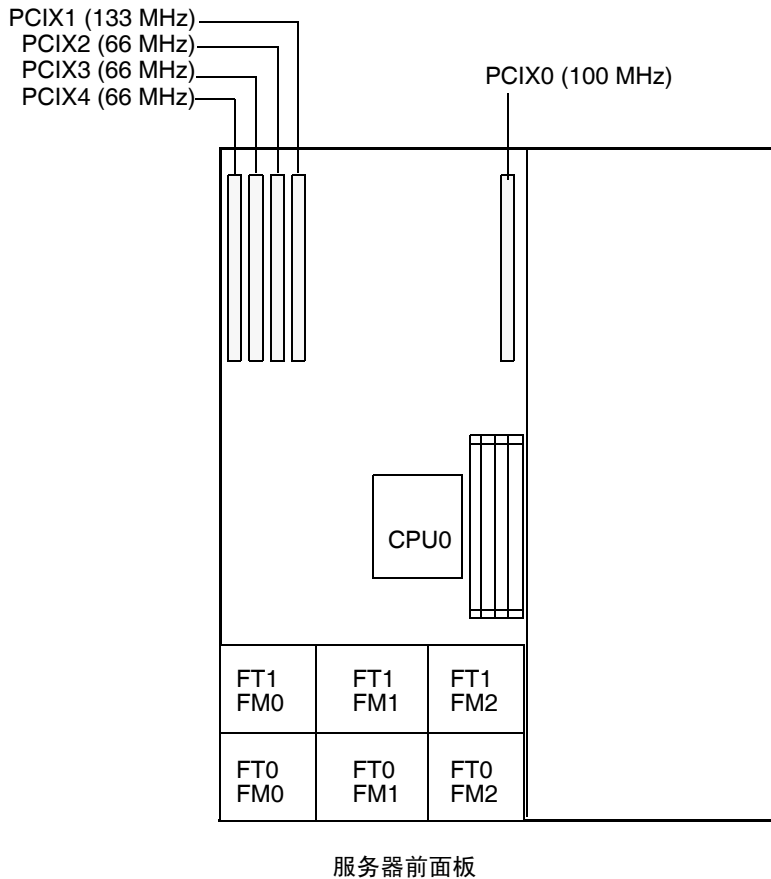 PCIX1 (133 MHz)
PCIX2 (66 MHz)
PCIX3 (66 MHz)
PCIX4 (66 MHz)
PCIX0 (100 MHz)
CPU0
FT1 FT1 FT1
FM0 FM1 FM2
FT0 FT0 FT0
FM0 FM1 FM2
服务器前面板